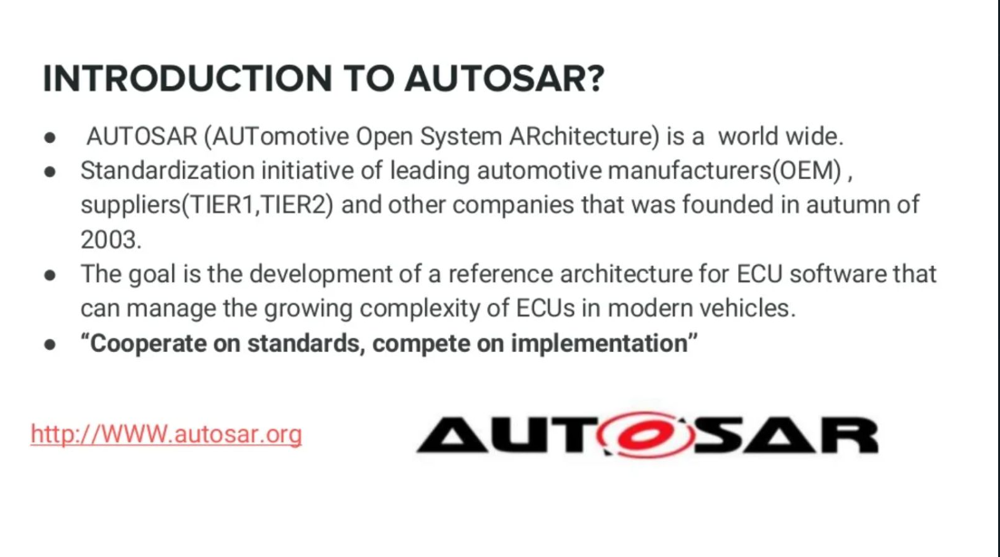 INTRODUCTION TO AUTOSAR?
● AUTOSAR (AUTomotive Open System ARchitecture) is a  world wide.
● Standardization initiative of leading automotive manufacturers(OEM) ,
suppliers(TIER1,TIER2) and other companies that was founded in autumn of
2003.
● The goal is the development of a reference architecture for ECU software that
can manage the growing complexity of ECUs in modern vehicles.
● “Cooperate on standards, compete on implementation”
http://WWW.autosar.org
AUTOSAR